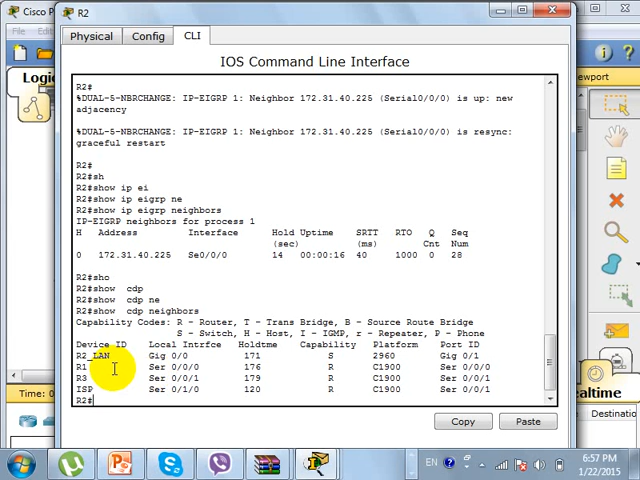 Cisco P
R2
File E
Physical Config CLI
Logic
ewport
IOS Command Line Interface
R2#
%DUAL-5-NBRCHANGE: IP-EIGRP 1: Neighbor 172.31.40.225 (Serial0/0/0) is up: new
adjacency
%DUAL-5-NBRCHANGE: IP-EIGRP 1: Neighbor 172.31.40.225 (Serial0/0/0) is resync:
graceful restart
R2#
R2#sh
R2#show ip ei
R2#show ip eigrp ne
R2#show ip eigrp neighbors
IP-EIGRP neighbors for process 1
H Address Interface Hold Uptime SRTT RTO Q Seq
(sec) (ms) Cnt Num
0 172.31.40.225 Se0/0/0 14 00:00:16 40 1000 0 28
R2#sho
R2#show cdp
R2#show cdp ne
R2#show cdp neighbors
Capability Codes: R - Router, T - Trans Bridge, B - Source Route Bridge
S - Switch, H - Host, I - IGMP, r - Repeater, P - Phone
Device ID Local Intrfce Holdtme Capability Platform Port ID
R2_LAN Gig 0/0 171 S 2960 Gig 0/1
R1 Ser 0/0/0 176 R C1900 Ser 0/0/0
R3 Ser 0/0/1 179 R C1900 Ser 0/0/1
ISP Ser 0/1/0 120 R C1900 Ser 0/0/1
R2#
Copy Paste
Time: 0
ealtime
Destinatio
EN
6:57 PM
1/22/2015